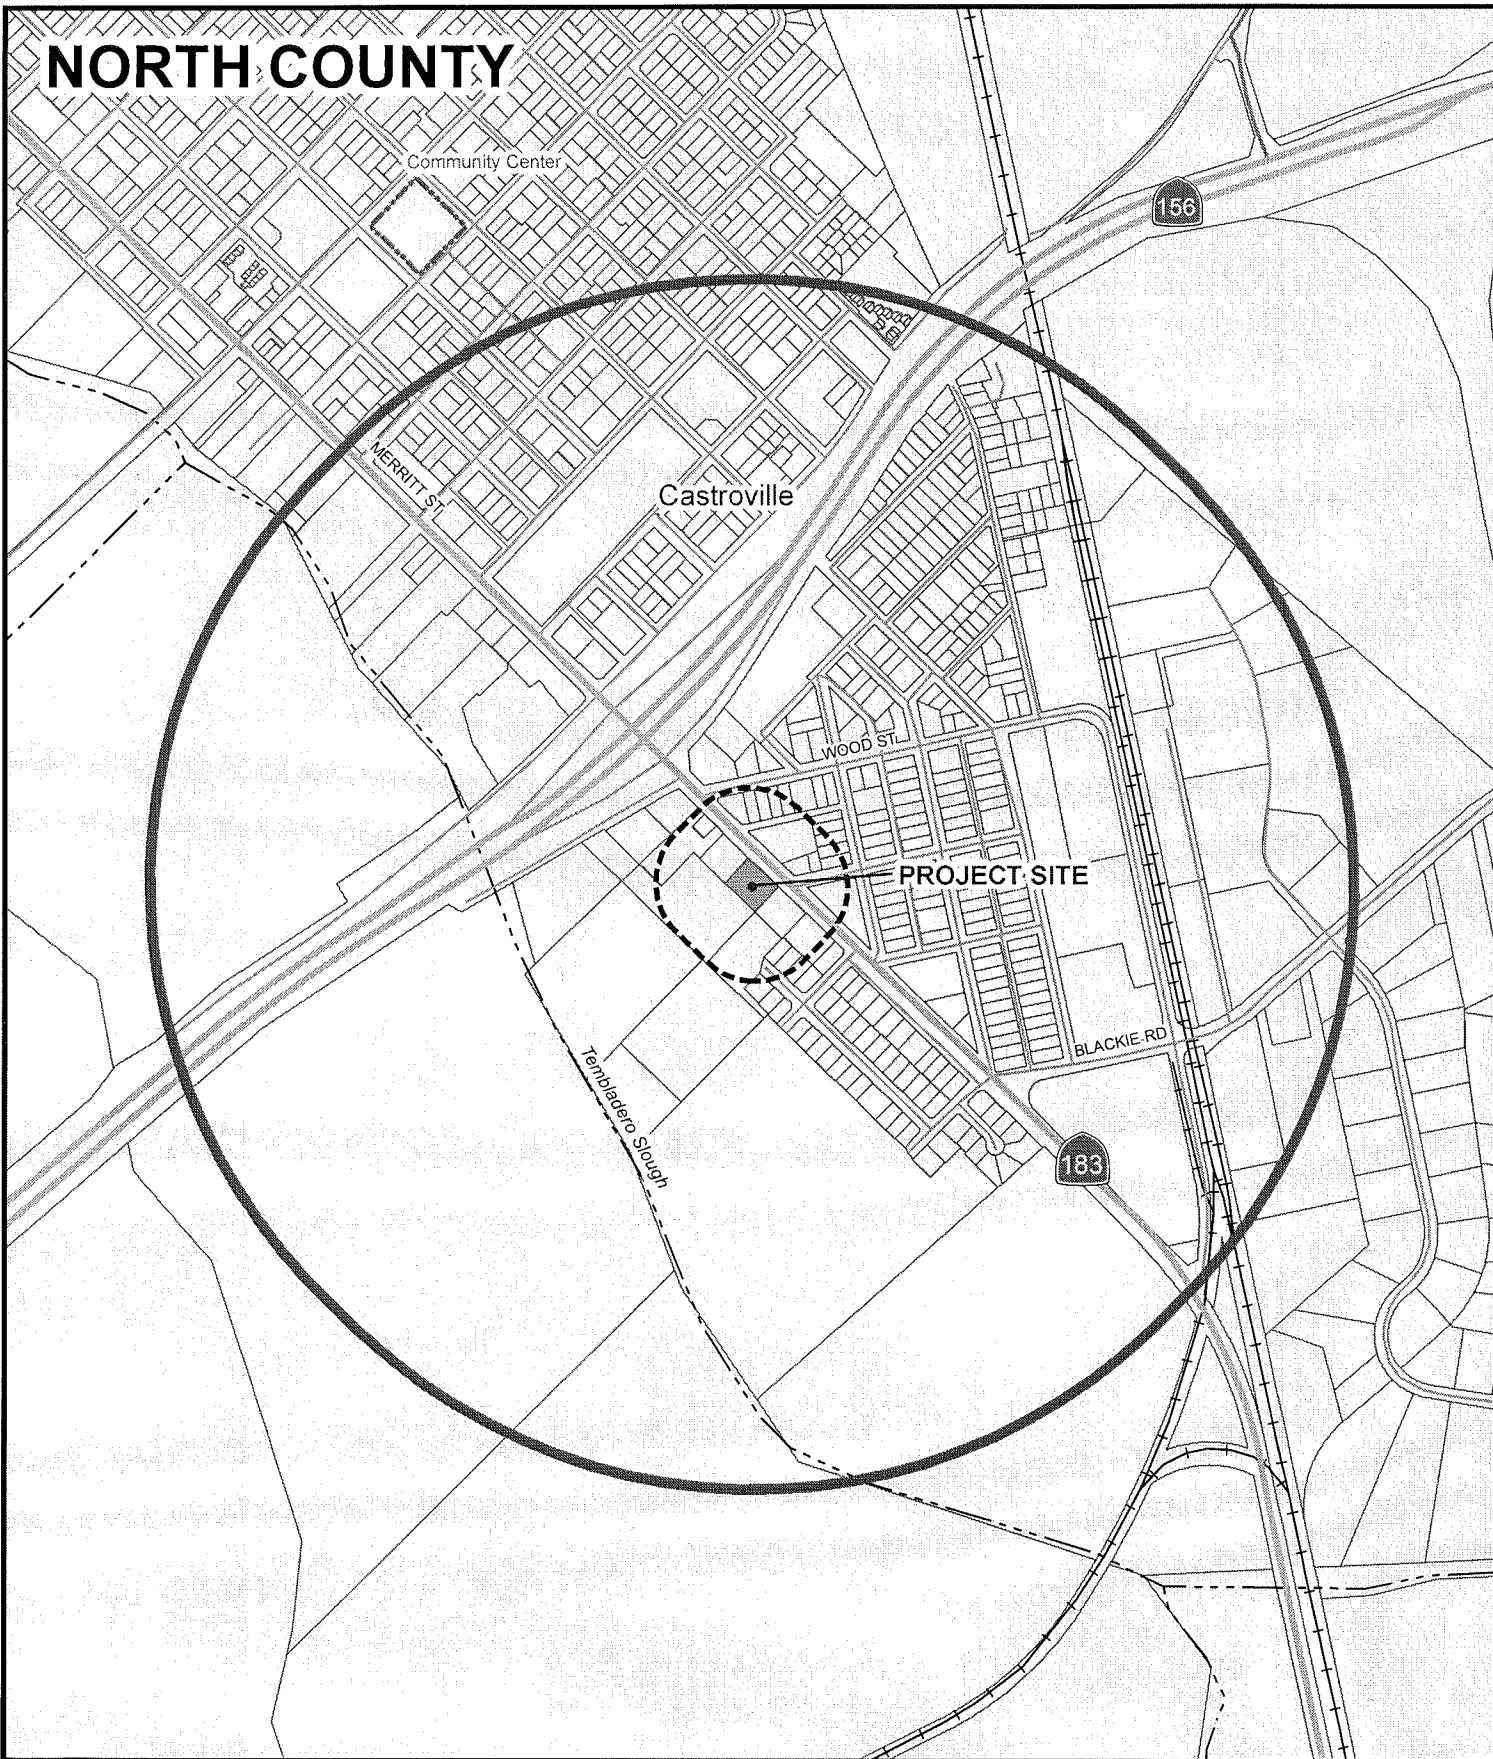 NORTH COUNTY
Community Center
156
MERRITT ST
Castroville
WOOD ST
PROJECT SITE
BLACKIE RD
Tembladero Slough
183